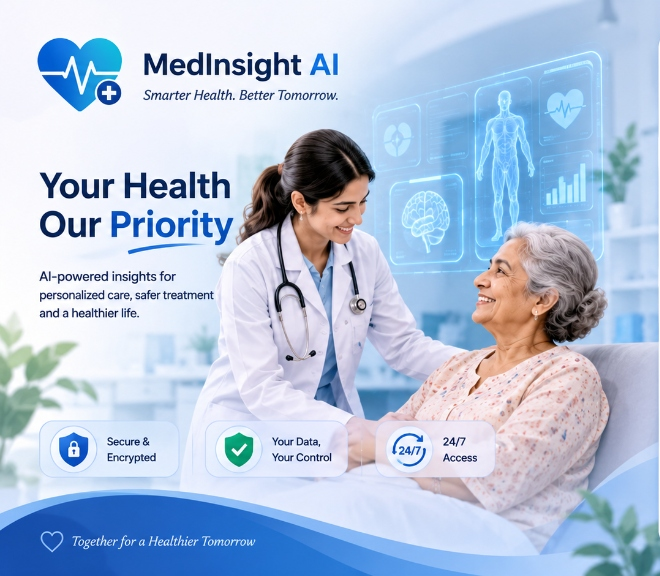 MedInsight AI
Smarter Health. Better Tomorrow.
Your Health
Our Priority
AI-powered insights for
personalized care, safer treatment
and a healthier life.
Secure &
Encrypted
Your Data,
Your Control
24/7
24/7
Access
Together for a Healthier Tomorrow